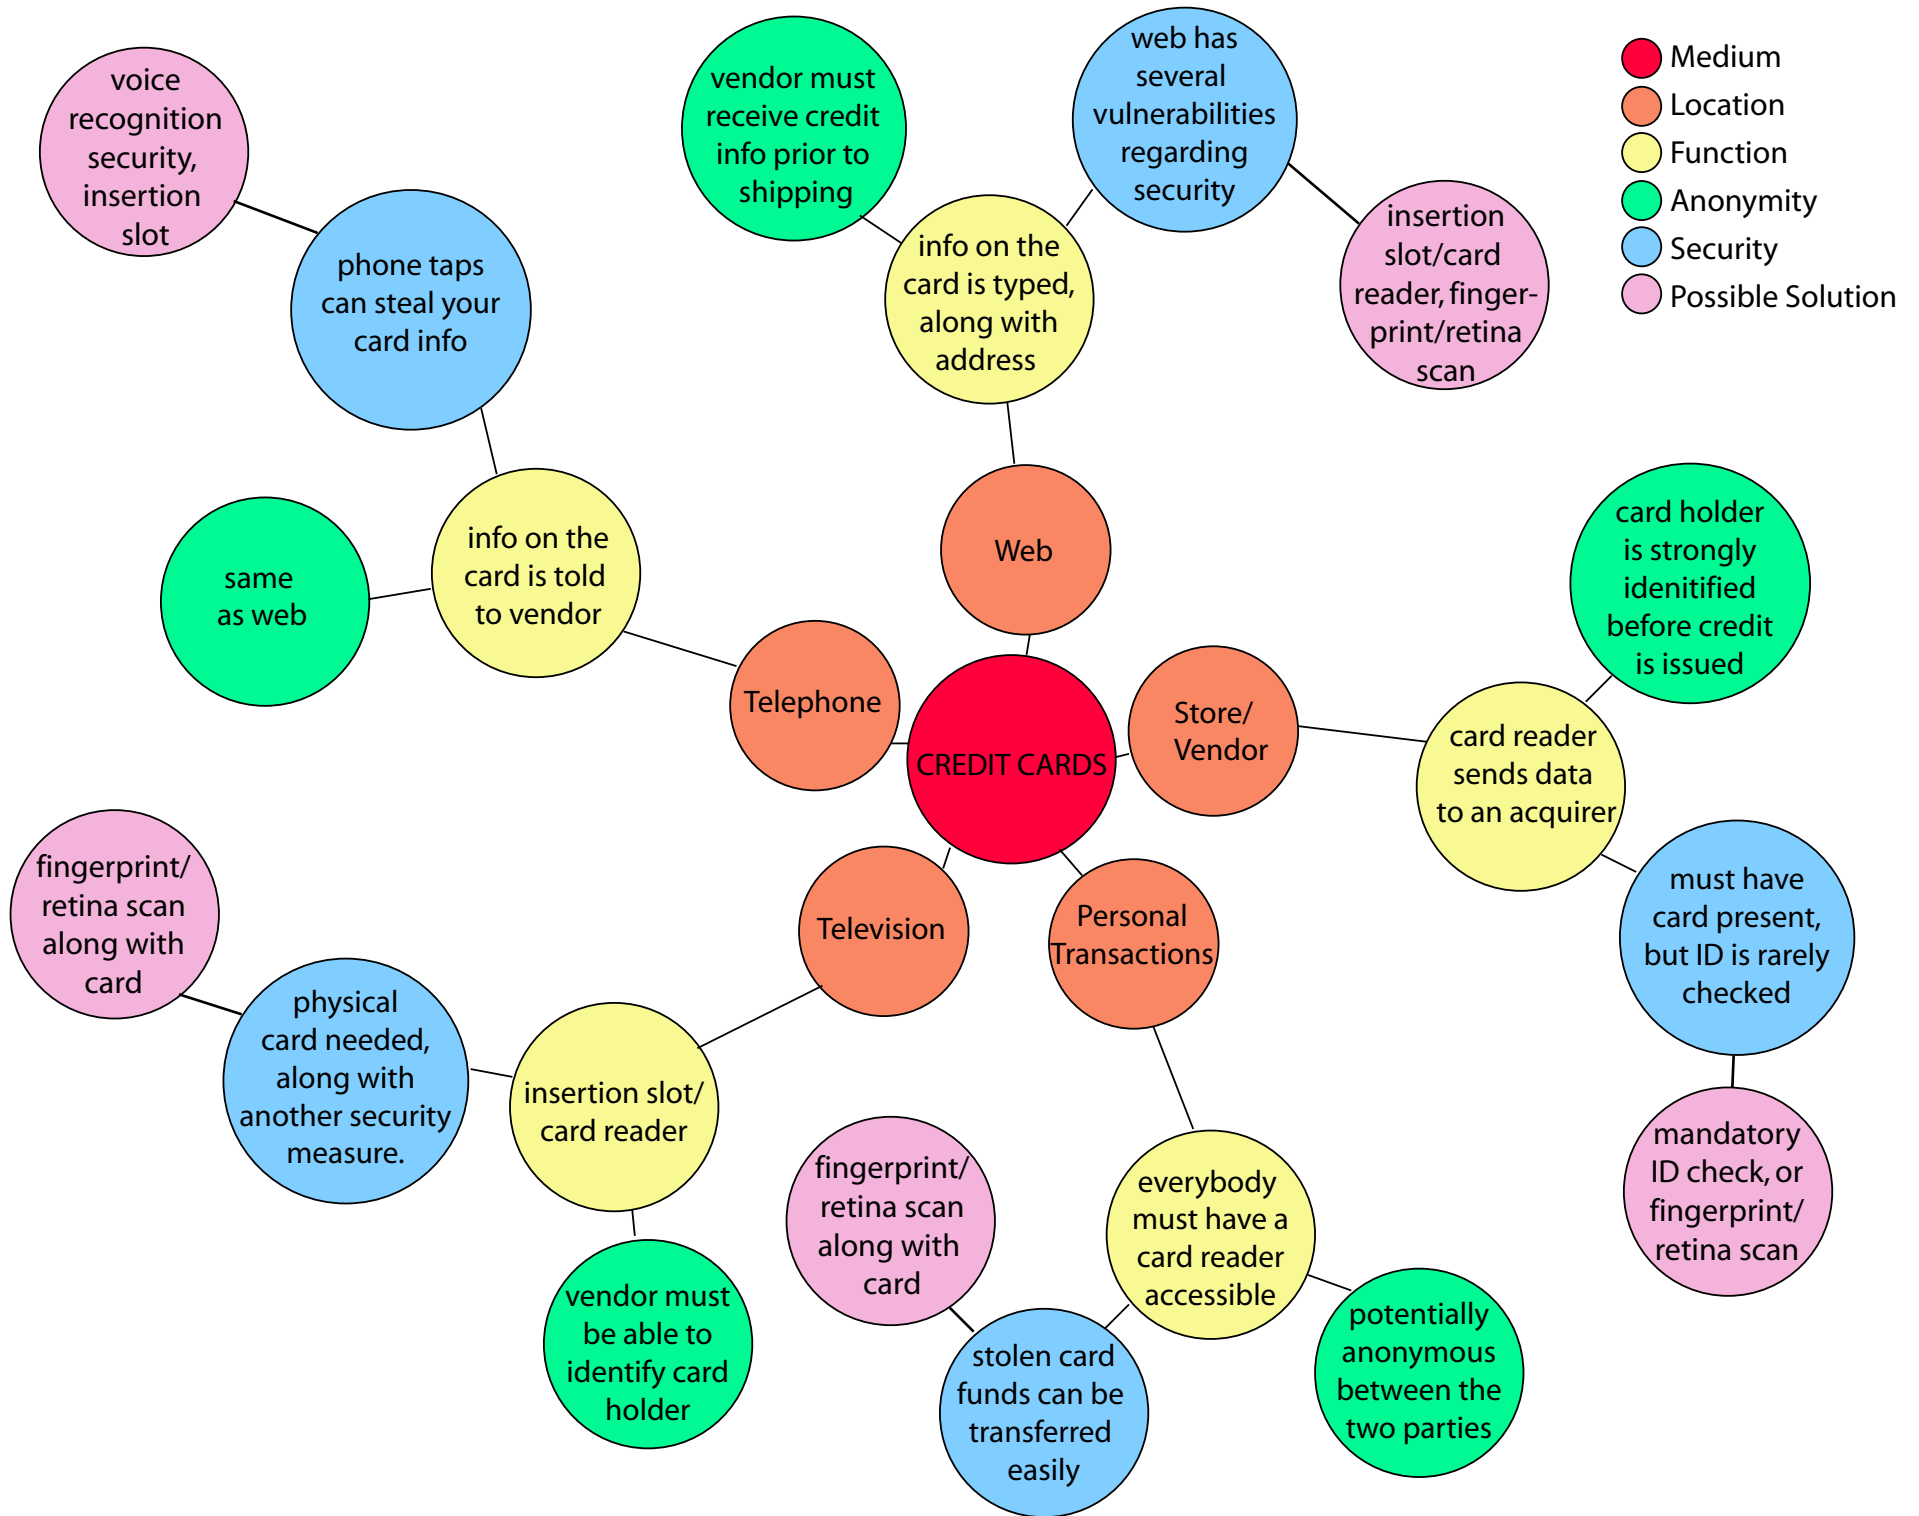 voice
recognition
security,
insertion
slot
phone taps
can steal your
card info
same
as web
info on the
card is told
to vendor
Telephone
vendor must
receive credit
info prior to
shipping
web has
several
vulnerabilities
regarding
security
insertion
slot/card
reader, finger-
print/retina
scan
info on the
card is typed,
along with
address
Web
Medium
Location
Function
Anonymity
Security
Possible Solution
CREDIT CARDS
Store/
Vendor
card holder
is strongly
idenitified
before credit
is issued
card reader
sends data
to an acquirer
must have
card present,
but ID is rarely
checked
mandatory
ID check, or
fingerprint/
retina scan
Television
fingerprint/
retina scan
along with
card
physical
card needed,
along with
another security
measure.
insertion slot/
card reader
vendor must
be able to
identify card
holder
Personal
Transactions
fingerprint/
retina scan
along with
card
everybody
must have a
card reader
accessible
stolen card
funds can be
transferred
easily
potentially
anonymous
between the
two parties